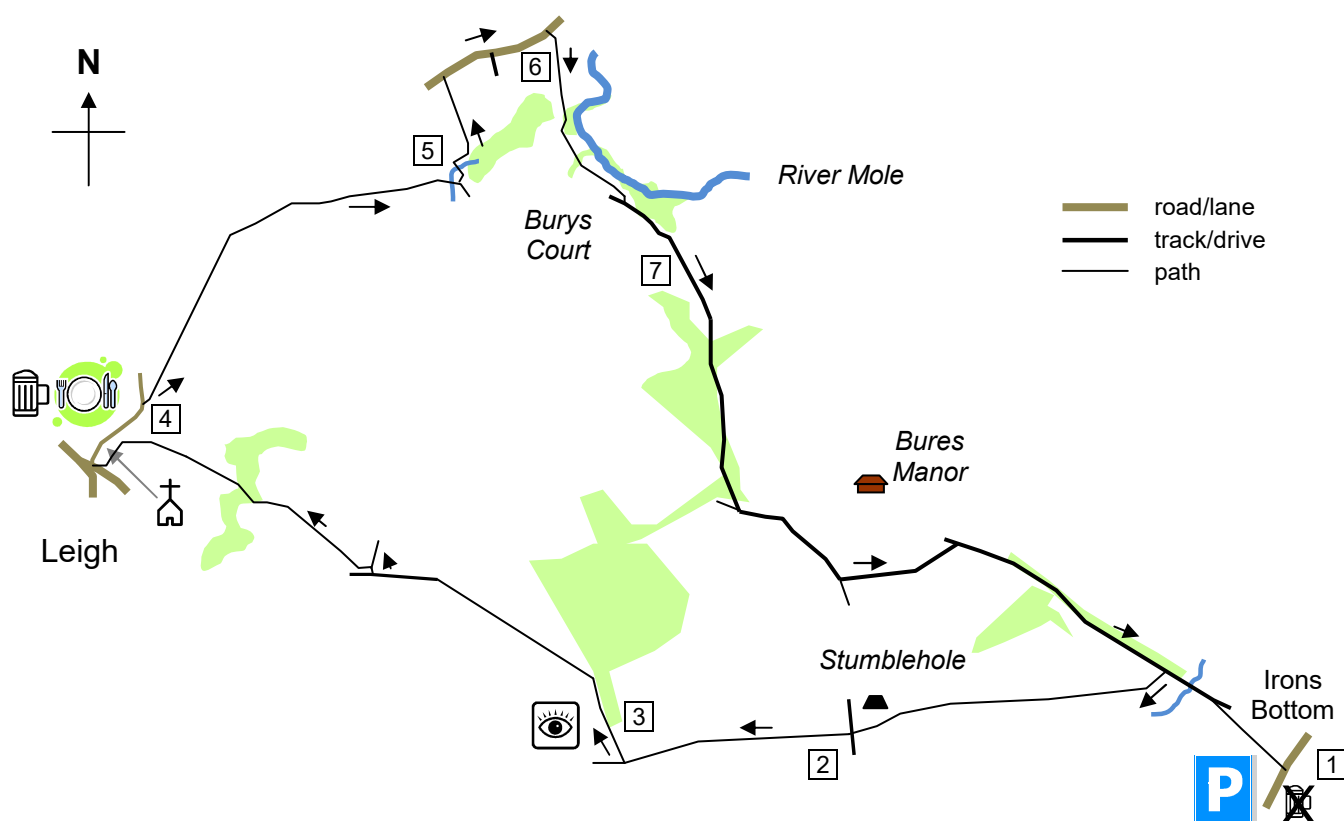 N
6
5
River Mole
Burys
Court
road/lane
track/drive
path
7
4
Bures
Manor
Leigh
Stumblehole
3
2
Irons
Bottom
1
P